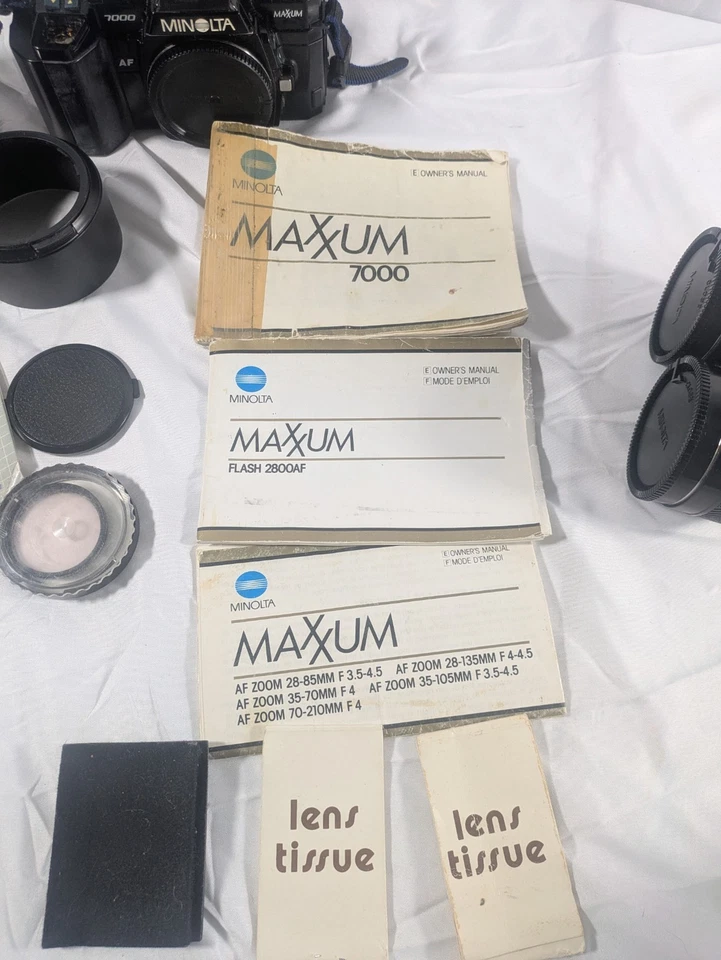 7000
MINOLTA
MAXXUM
AF
MINOLTA
E OWNER'S MANUAL
MAXXUM
7000
MINOLTA
E OWNER'S MANUAL
F MODE D'EMPLOI
MAXXUM
FLASH 2800AF
MINOLTA
E OWNER'S MANUAL
F MODE D'EMPLOI
MAXXUM
AF ZOOM 28-85MM F 3.5-4.5 AF ZOOM 28-135MM F 4-4.5
AF ZOOM 35-70MM F 4 AF ZOOM 35-105MM F 3.5-4.5
AF ZOOM 70-210MM F 4
lens
tissue
lens
tissue
MINOLTA